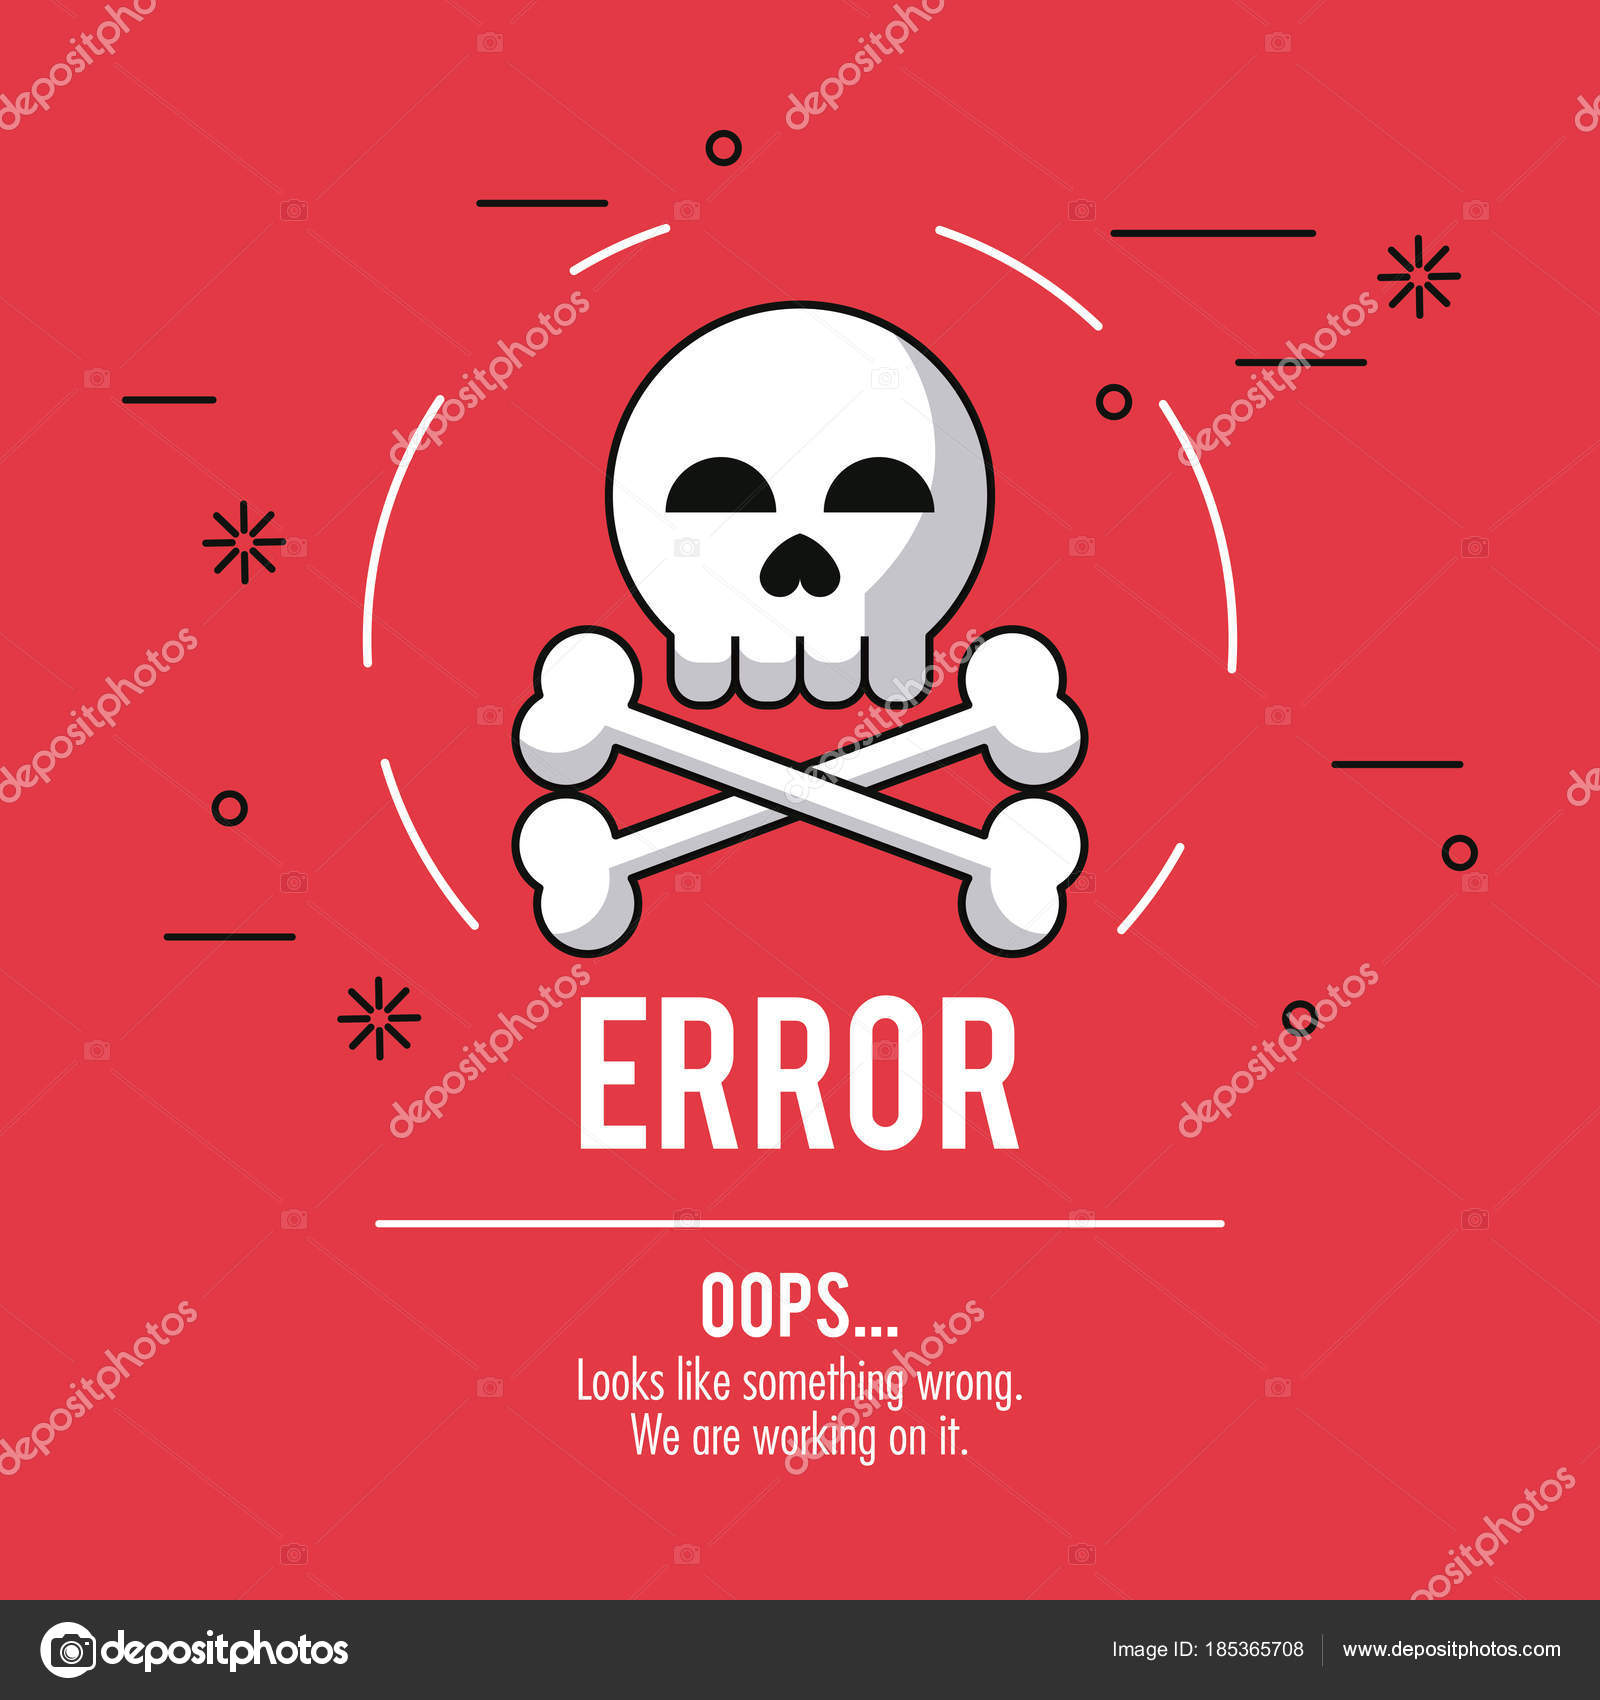 ERROR
OOPS...
Looks like something wrong.
We are working on it.
depositphotos
Image ID: 185365708
www.depositphotos.com